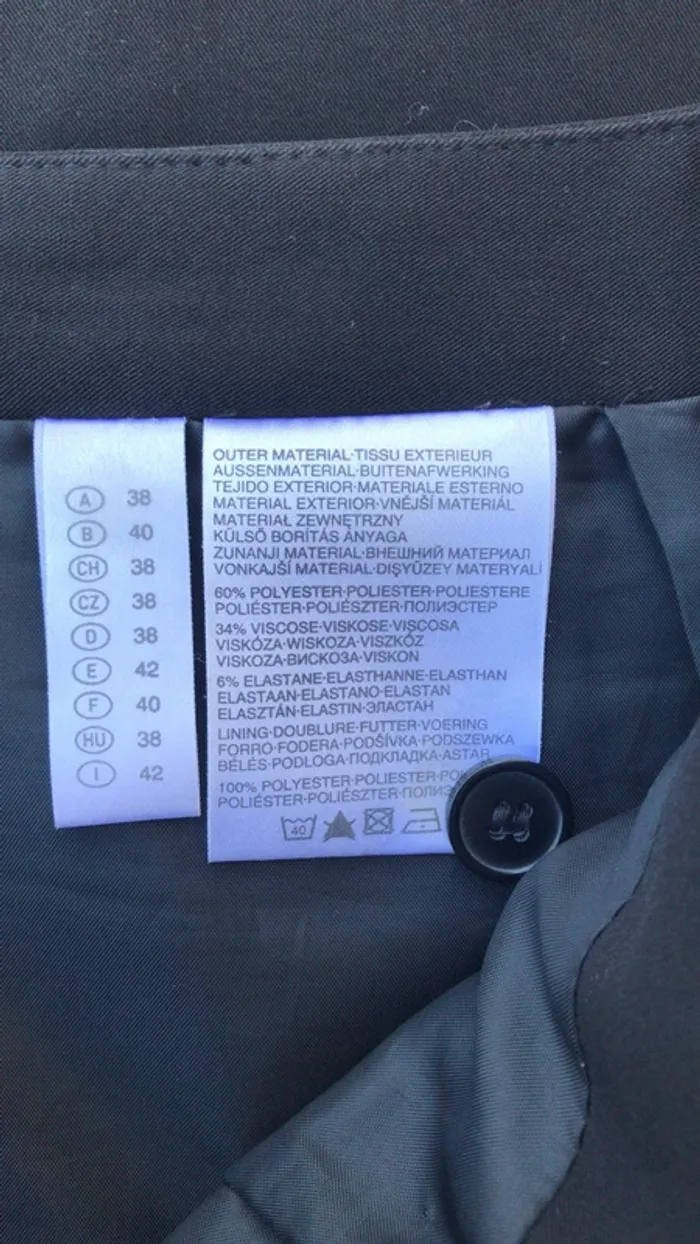 A 38
B 40
CH 38
CZ 38
D 38
E 42
F 40
HU 38
I 42
OUTER MATERIAL·TISSU EXTERIEUR
AUSSENMATERIAL·BUITENAFWERKING
TEJIDO EXTERIOR·MATERIALE ESTERNO
MATERIAL EXTERIOR·VNĚJŠÍ MATERIÁL
MATERIAŁ ZEWNĘTRZNY
KÜLSŐ BORÍTÁS ANYAGA
ZUNANJI MATERIAL·ВНЕШНИЙ МАТЕРИАЛ
VONKAJŠÍ MATERIAL·DIŞYÜZEY MATERYALİ
60% POLYESTER·POLIESTER·POLIESTERE
POLIÉSTER·POLIÉSZTER·ПОЛИЭСТЕР
34% VISCOSE·VISKOSE·VISCOSA
VISKÓZA·WISKOZA·VISZKÓZ
VISKOZA·ВИСКОЗА·VISKON
6% ELASTANE·ELASTHANNE·ELASTHAN
ELASTAAN·ELASTANO·ELASTAN
ELASZTÁN·ELASTIN·ЭЛАСТАН
LINING·DOUBLURE·FUTTER·VOERING
FORRO·FODERA·PODŠÍVKA·PODSZEWKA
BÉLÉS·PODLOGA·ПОДКЛАДКА·ASTAR
100% POLYESTER·POLIESTER·
POLIÉSTER·POLIÉSZTER·
40